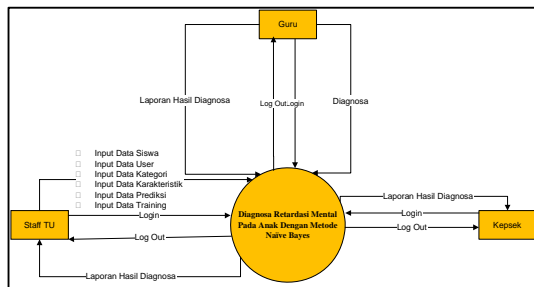 Guru
Laporan Hasil Diagnosa
Log Out
Login
Diagnosa
Input Data Siswa
Input Data User
Input Data Kategori
Input Data Karakteristik
Input Data Prediksi
Input Data Training
Staff TU
Login
Log Out
Laporan Hasil Diagnosa
Diagnosa Retardasi Mental
Pada Anak Dengan Metode
Naïve Bayes
Laporan Hasil Diagnosa
Login
Log Out
Kepsek